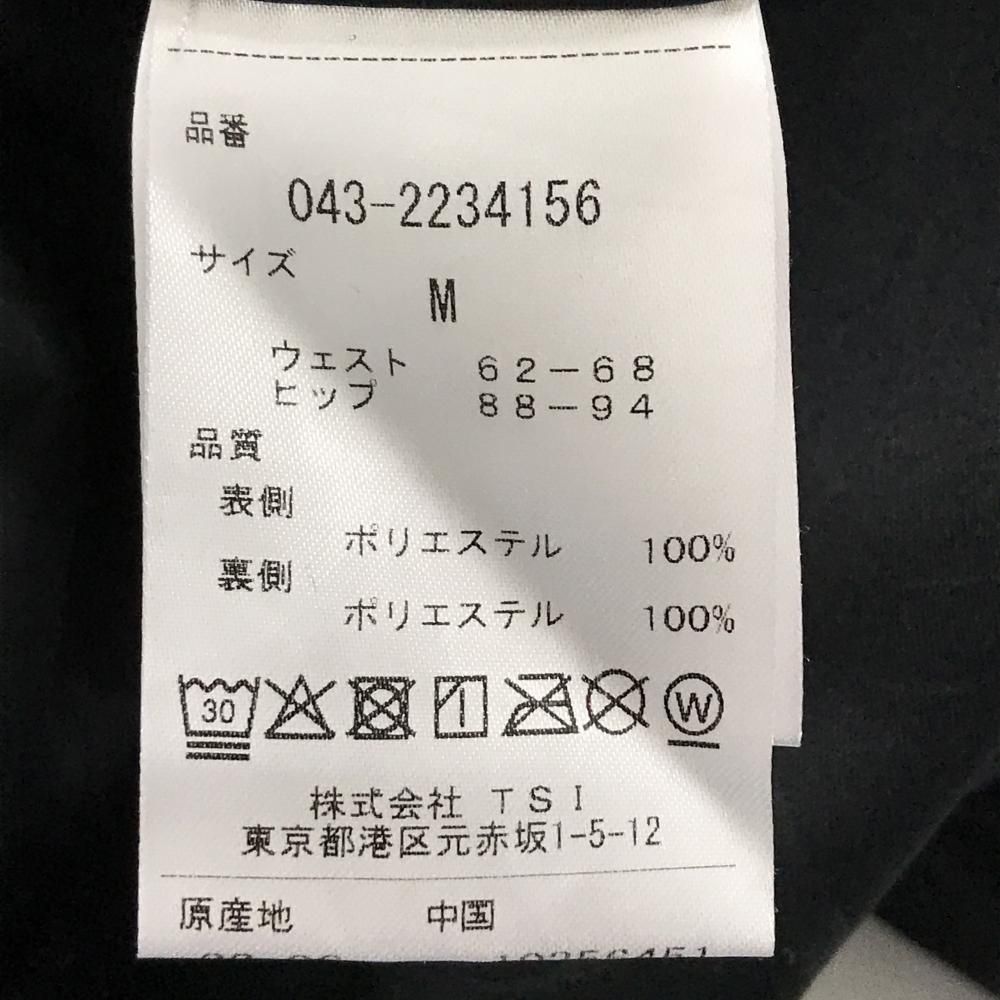 品番
043-2234156
サイズ
M
ウェスト 62-68
ヒップ 88-94
品質
表側
ポリエステル 100%
裏側
ポリエステル 100%
30
W
株式会社 TSI
東京都港区元赤坂1-5-12
原産地 中国